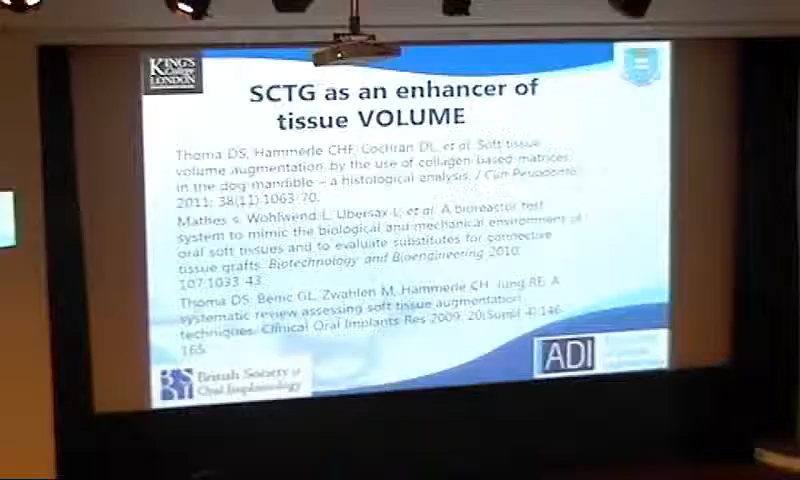 KING'S
College
LONDON
SCTG as an enhancer of
tissue VOLUME
Thoma DS, Hammerle CHF, Cochran DL, et al. Soft tissue
volume augmentation by the use of collagen-based matrices
in the dog mandible – a histological analysis. J Clin Periodonto
2011; 38(11):1063-70.
Mathes s, Wohlwend L, Uebersax L, et al. A bioreactor test
system to mimic the biological and mechanical environment of
oral soft tissues and to evaluate substitutes for connective
tissue grafts. Biotechnology and Bioengineering 2010;
107:1033-43.
Thoma DS, Benic GL, Zwahlen M, Hammerle CH, Jung RE. A
systematic review assessing soft tissue augmentation
techniques. Clinical Oral Implants Res 2009; 20(Suppl 4):146-
165.
British Society of
Oral Implantology
ADI